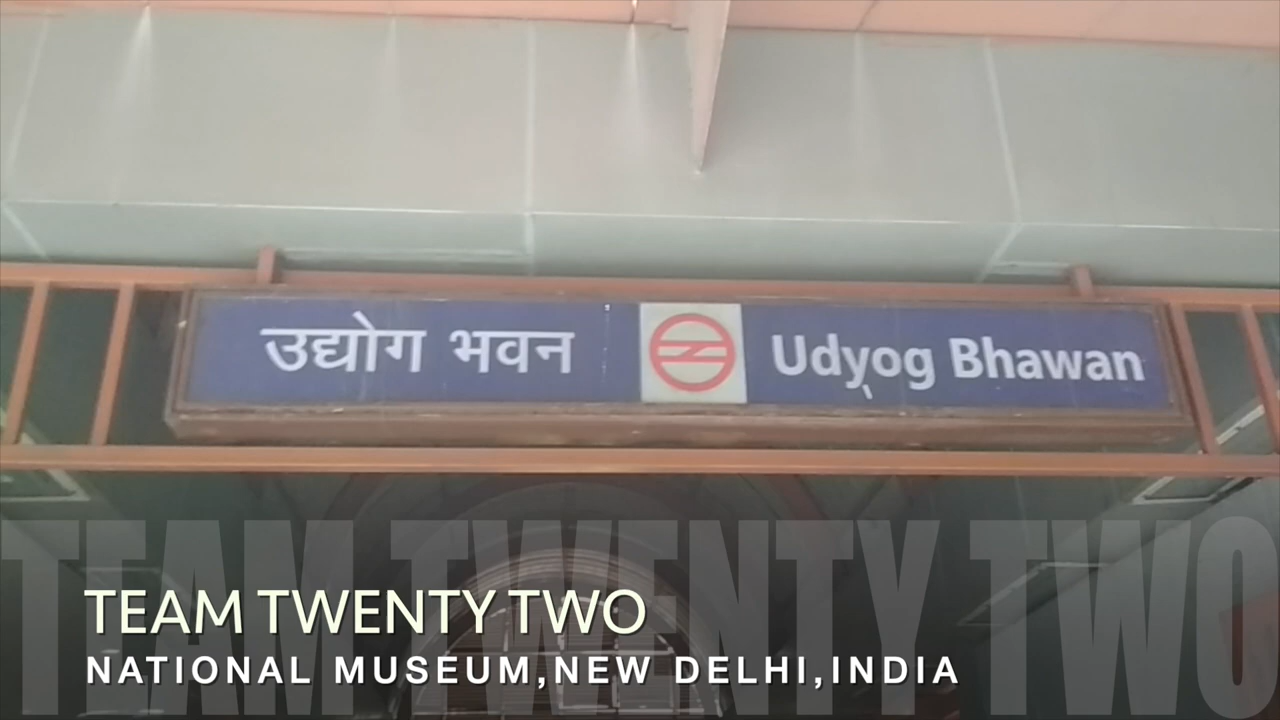 उद्योग भवन Udyog Bhawan
TEAM TWENTY TWO
TEAM TWENTY TWO
NATIONAL MUSEUM,NEW DELHI,INDIA